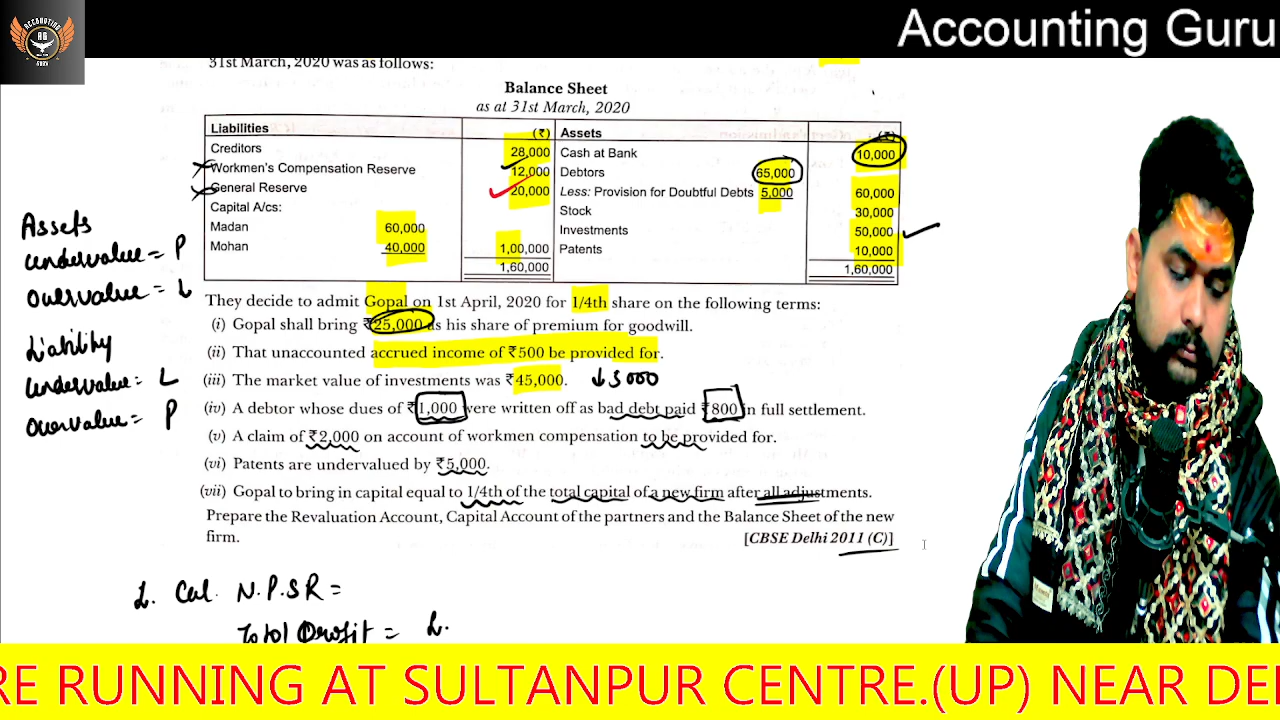 ACCOUNTING
AG
GURU
Accounting Guru
31st March, 2020 was as follows:
Balance Sheet
as at 31st March, 2020
Liabilities (₹) Assets (₹)
Creditors 28,000 Cash at Bank 10,000
Workmen's Compensation Reserve 12,000 Debtors 65,000
General Reserve 20,000 Less: Provision for Doubtful Debts 5,000 60,000
Capital A/cs: Stock 30,000
Madan 60,000 Investments 50,000
Mohan 40,000 1,00,000 Patents 10,000
1,60,000 1,60,000
Assets
undervalue = P
overvalue = L
Liability
undervalue = L
overvalue = P
They decide to admit Gopal on 1st April, 2020 for 1/4th share on the following terms:
(i) Gopal shall bring ₹25,000 as his share of premium for goodwill.
(ii) That unaccounted accrued income of ₹500 be provided for.
(iii) The market value of investments was ₹45,000. ↓5000
(iv) A debtor whose dues of ₹1,000 were written off as bad debt paid ₹800 in full settlement.
(v) A claim of ₹2,000 on account of workmen compensation to be provided for.
(vi) Patents are undervalued by ₹5,000.
(vii) Gopal to bring in capital equal to 1/4th of the total capital of a new firm after all adjustments.
Prepare the Revaluation Account, Capital Account of the partners and the Balance Sheet of the new
firm. [CBSE Delhi 2011 (C)]
1. Cal. N.P.S.R =
Total Profit = 1.
RE RUNNING AT SULTANPUR CENTRE.(UP) NEAR DE